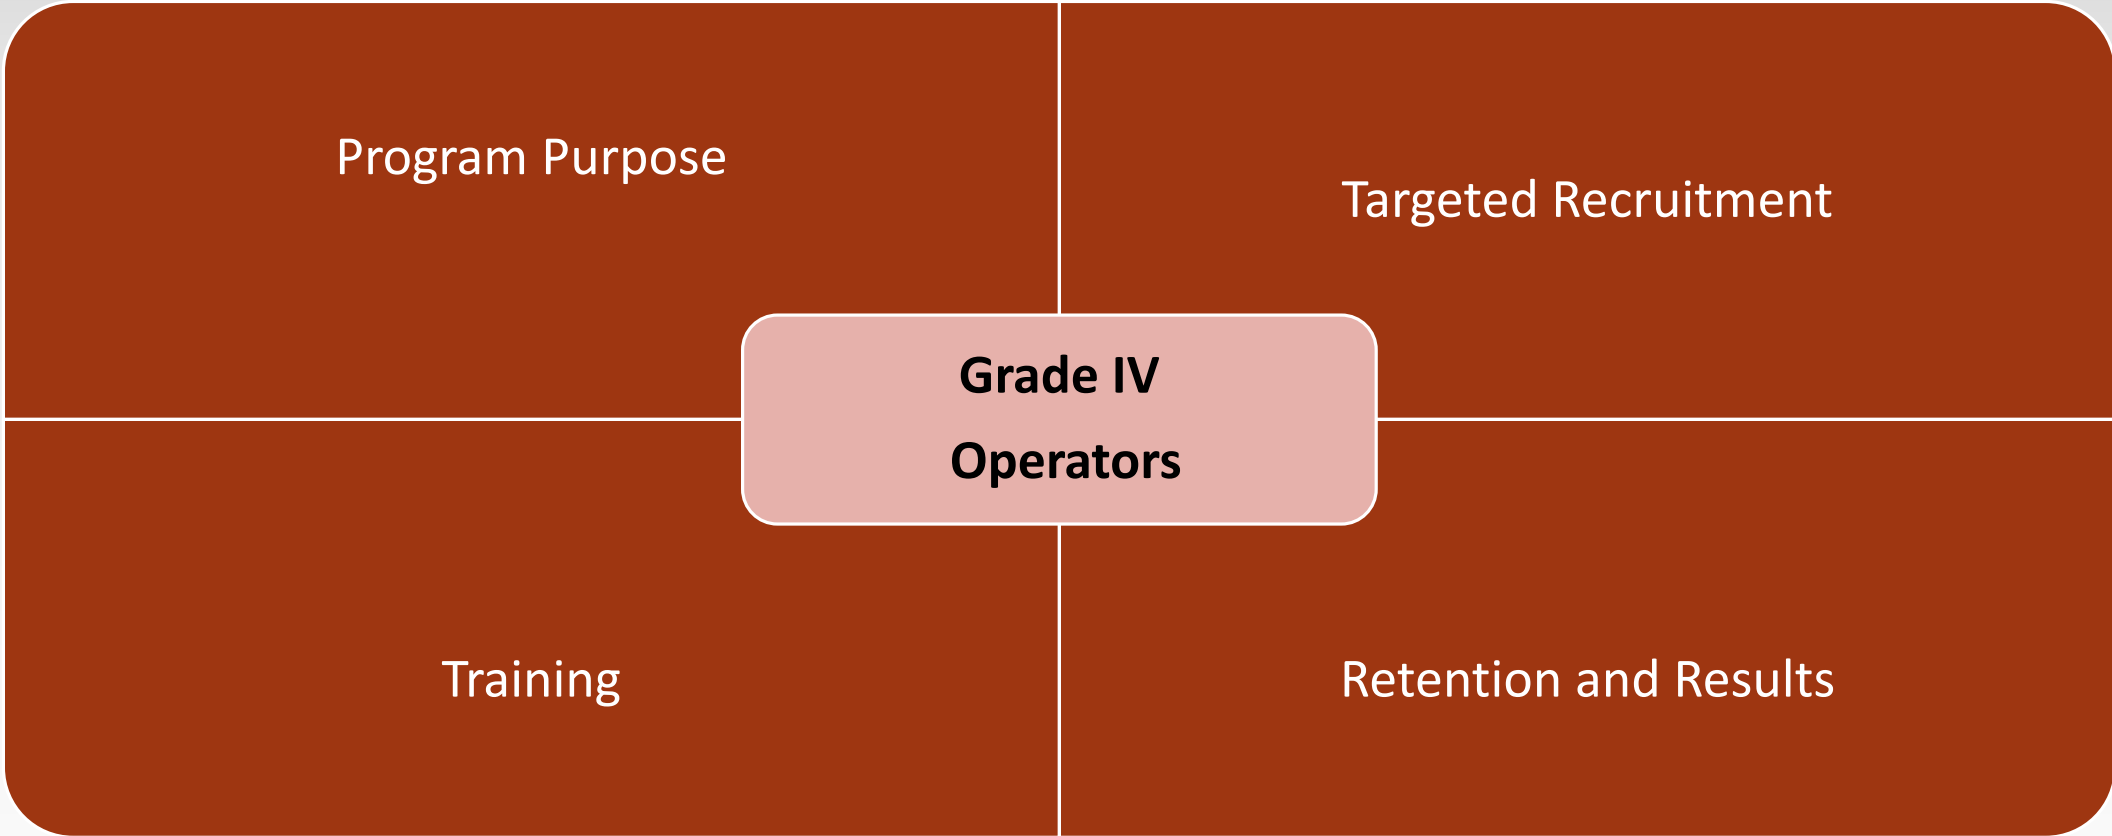 Program Purpose
Targeted Recruitment
Grade IV
Operators
Training
Retention and Results